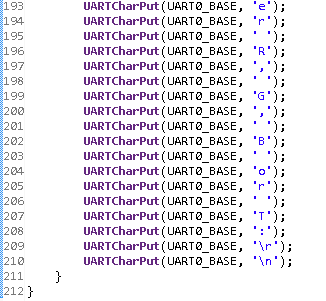 193 UARTCharPut(UART0_BASE, 'e');
194 UARTCharPut(UART0_BASE, 'r');
195 UARTCharPut(UART0_BASE, ' ');
196 UARTCharPut(UART0_BASE, 'R');
197 UARTCharPut(UART0_BASE, ',');
198 UARTCharPut(UART0_BASE, ' ');
199 UARTCharPut(UART0_BASE, 'G');
200 UARTCharPut(UART0_BASE, ',');
201 UARTCharPut(UART0_BASE, ' ');
202 UARTCharPut(UART0_BASE, 'B');
203 UARTCharPut(UART0_BASE, ' ');
204 UARTCharPut(UART0_BASE, 'o');
205 UARTCharPut(UART0_BASE, 'r');
206 UARTCharPut(UART0_BASE, ' ');
207 UARTCharPut(UART0_BASE, 'T');
208 UARTCharPut(UART0_BASE, ':');
209 UARTCharPut(UART0_BASE, '\r');
210 UARTCharPut(UART0_BASE, '\n');
211 }
212 }